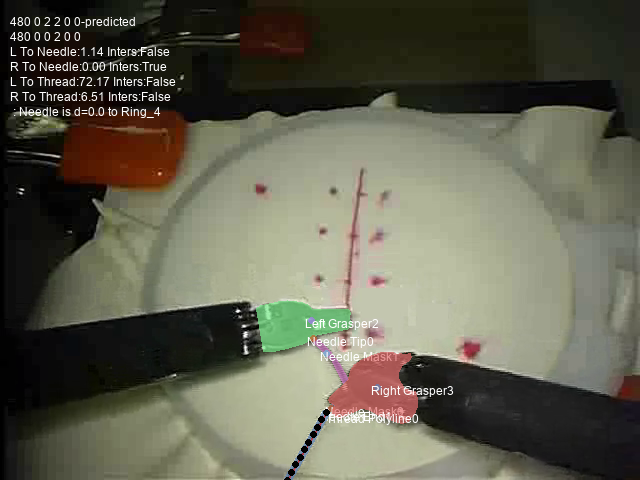 480 0 2 2 0 0-predicted
480 0 0 2 0 0
L To Needle:1.14 Inters:False
R To Needle:0.00 Inters:True
L To Thread:72.17 Inters:False
R To Thread:6.51 Inters:False
: Needle is d=0.0 to Ring_4
Left Grasper2
Needle Tip0
Needle Mask1
Right Grasper3
Thread Polyline0